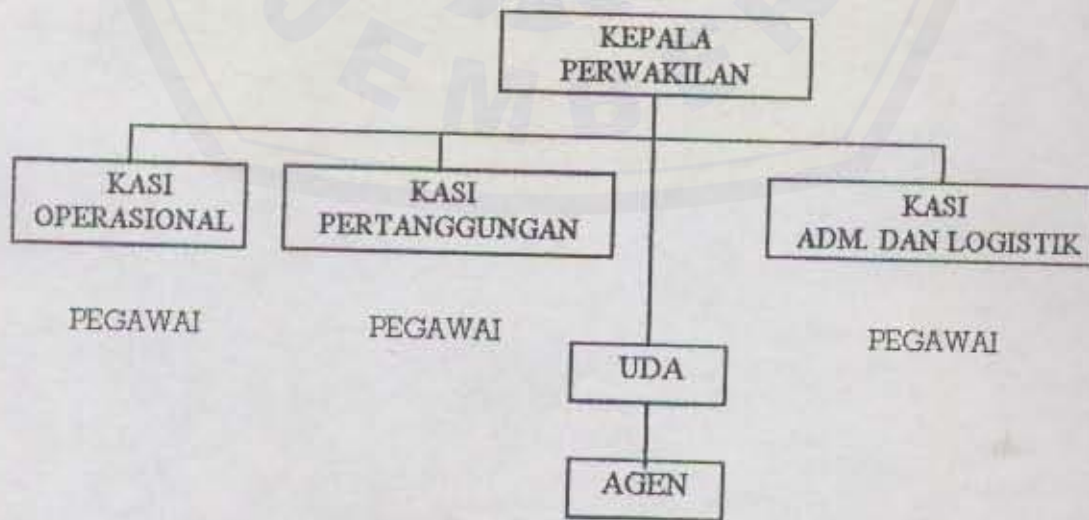 KEPALA
PERWAKILAN
KASI
OPERASIONAL
KASI
PERTANGGUNGAN
KASI
ADM. DAN LOGISTIK
PEGAWAI
PEGAWAI
PEGAWAI
UDA
AGEN